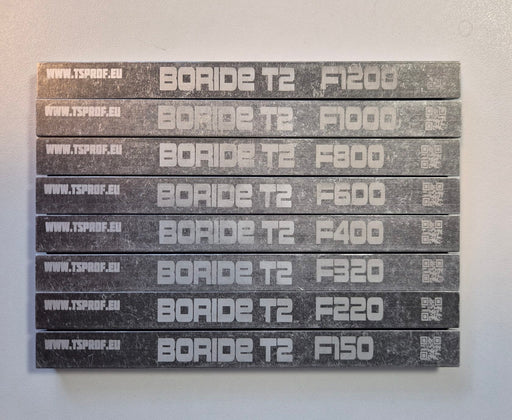 WWW.TSPROF.EU BORIDE T2 F1200
WWW.TSPROF.EU BORIDE T2 F1000
WWW.TSPROF.EU BORIDE T2 F800
WWW.TSPROF.EU BORIDE T2 F600
WWW.TSPROF.EU BORIDE T2 F400
WWW.TSPROF.EU BORIDE T2 F320
WWW.TSPROF.EU BORIDE T2 F220
WWW.TSPROF.EU BORIDE T2 F150